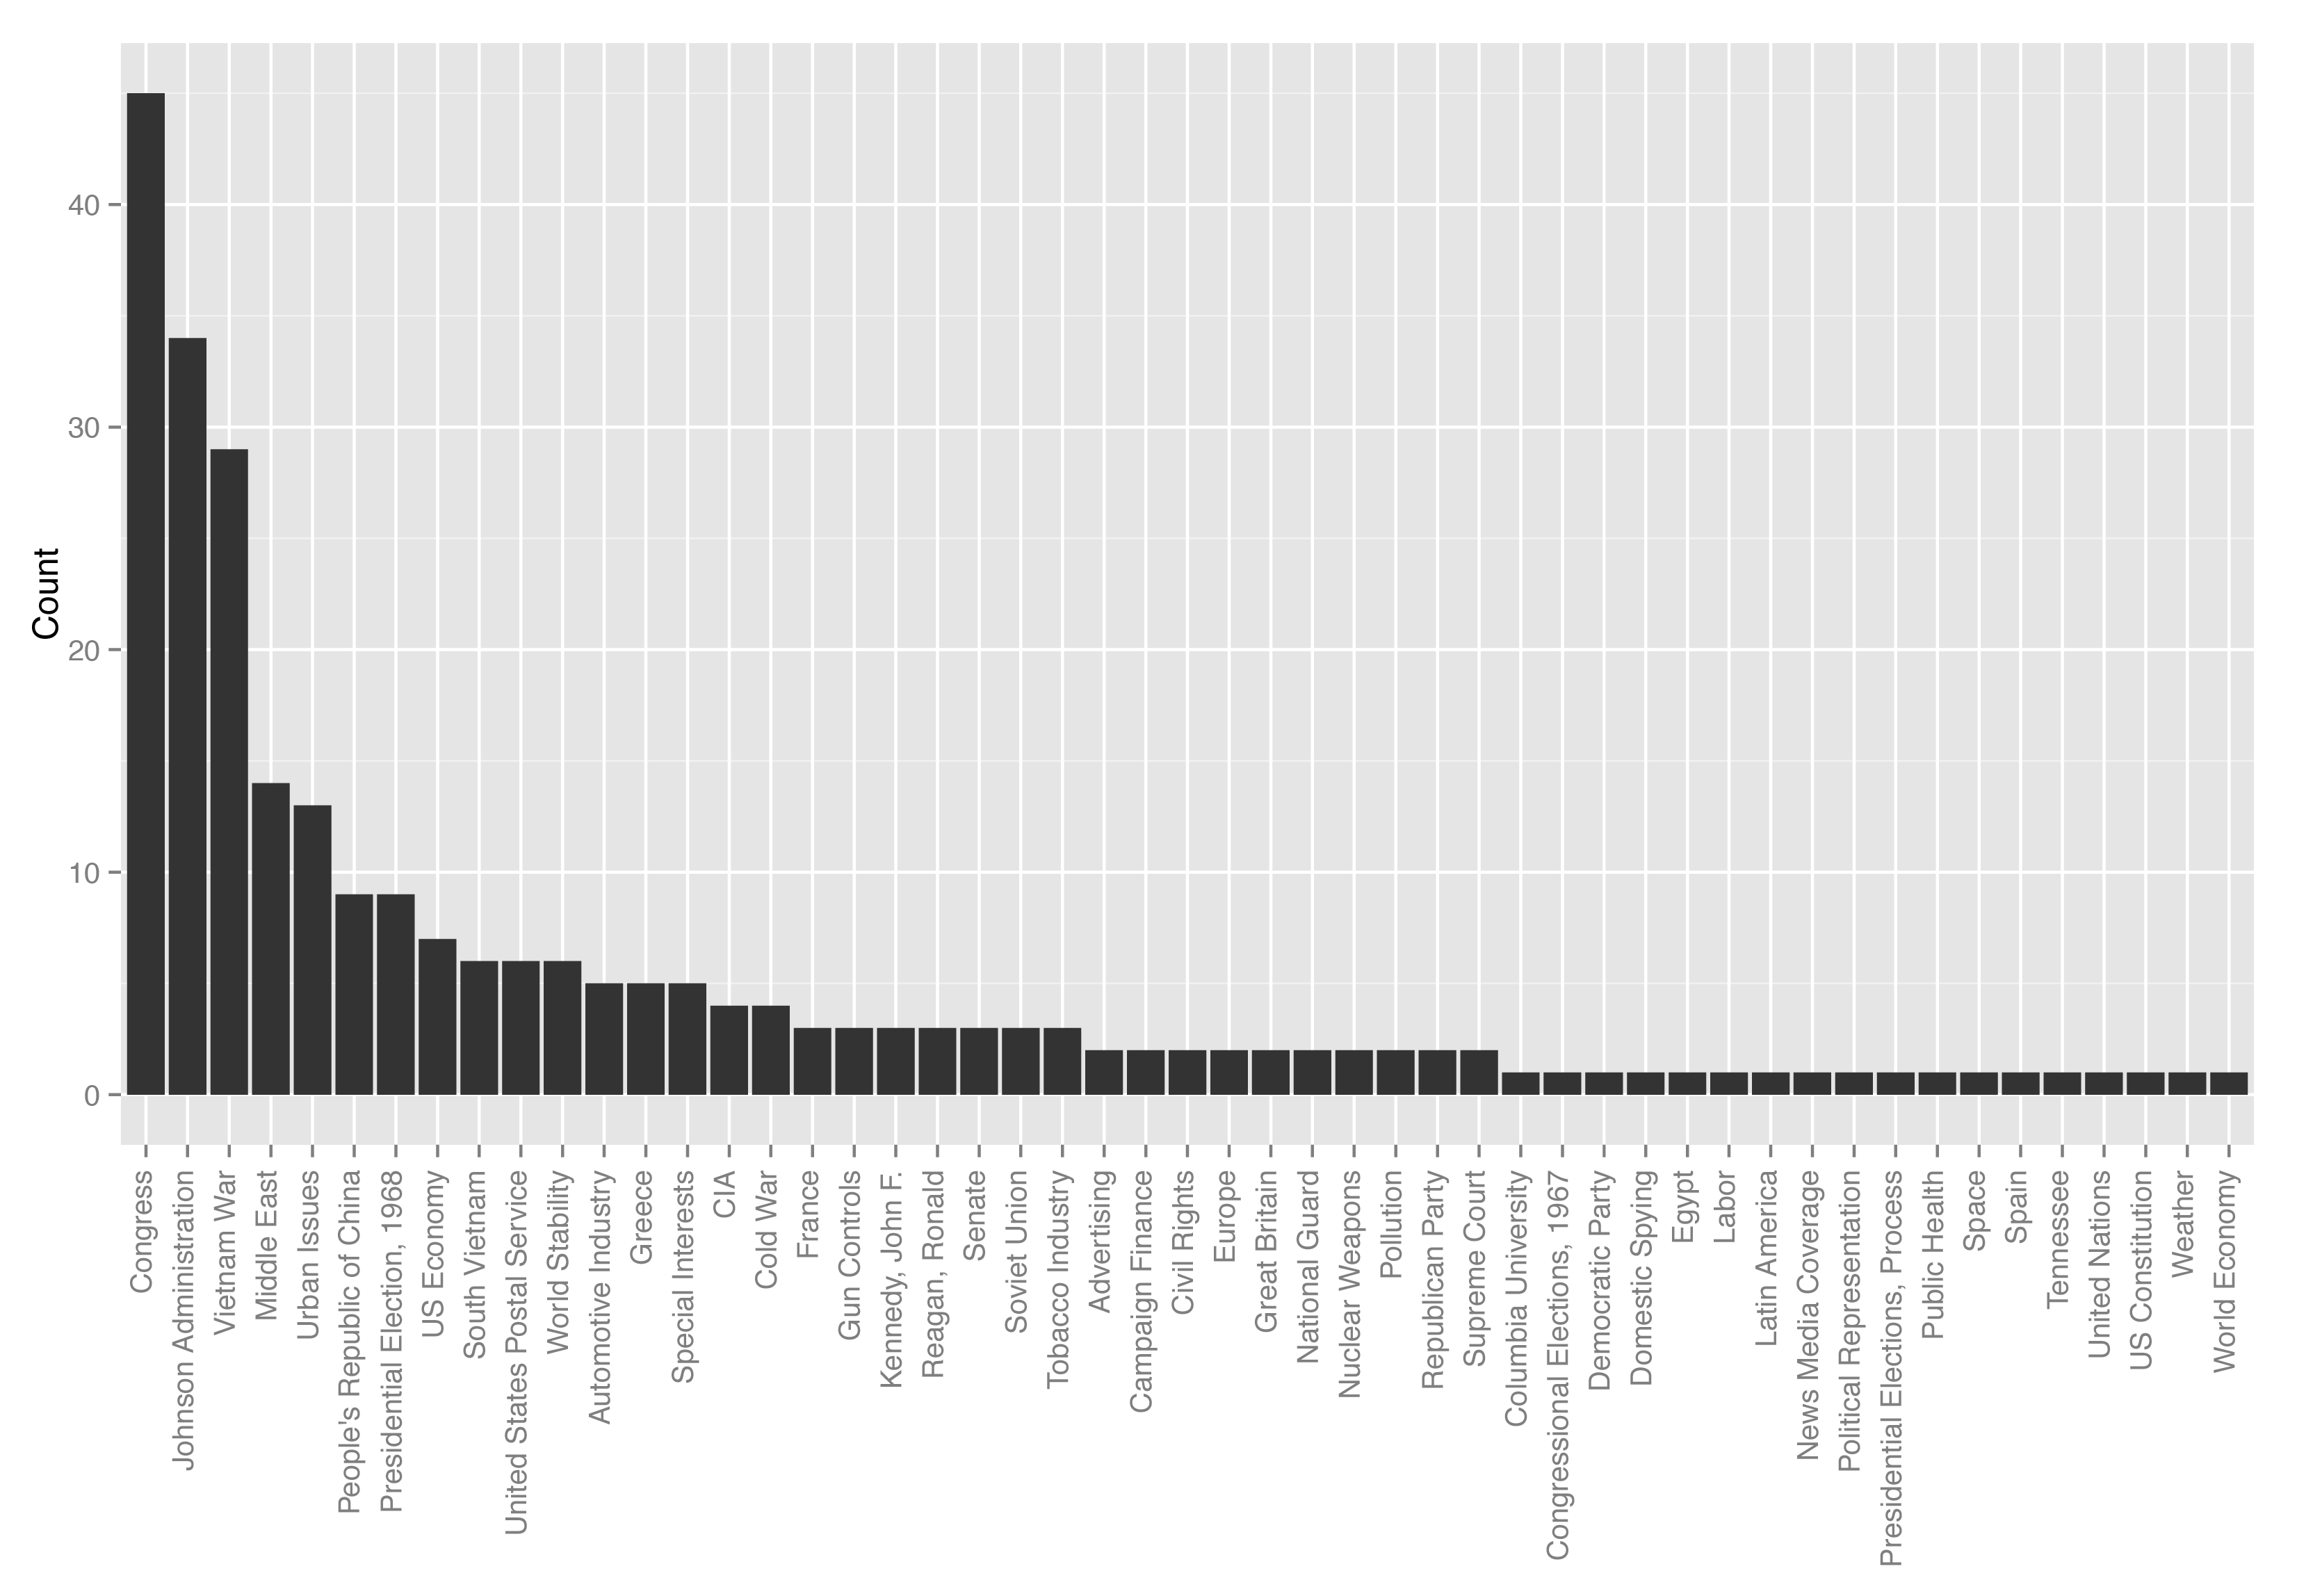 Count
40
30
20
10
0
Congress
Johnson Administration
Vietnam War
Middle East
Urban Issues
People's Republic of China
Presidential Election, 1968
US Economy
South Vietnam
United States Postal Service
World Stability
Automotive Industry
Greece
Special Interests
CIA
Cold War
France
Gun Controls
Kennedy, John F.
Reagan, Ronald
Senate
Soviet Union
Tobacco Industry
Advertising
Campaign Finance
Civil Rights
Europe
Great Britain
National Guard
Nuclear Weapons
Pollution
Republican Party
Supreme Court
Columbia University
Congressional Elections, 1967
Democratic Party
Domestic Spying
Egypt
Labor
Latin America
News Media Coverage
Political Representation
Presidential Elections, Process
Public Health
Space
Spain
Tennessee
United Nations
US Constitution
Weather
World Economy